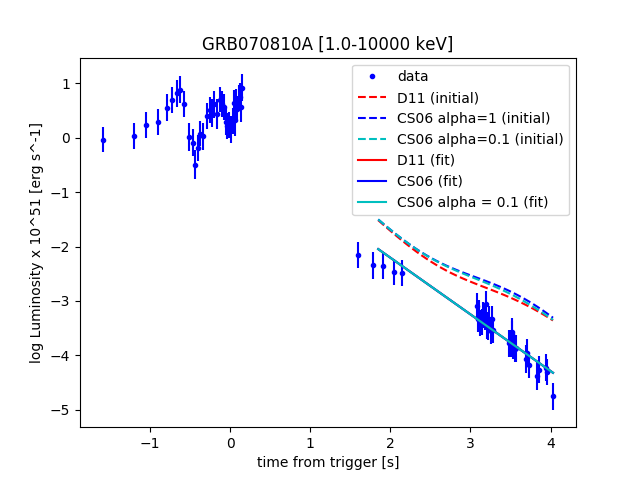 GRB070810A [1.0-10000 keV]
data
D11 (initial)
CS06 alpha=1 (initial)
CS06 alpha=0.1 (initial)
D11 (fit)
CS06 (fit)
CS06 alpha = 0.1 (fit)
log Luminosity x 10^51 [erg s^-1]
1
0
−1
−2
−3
−4
−5
−1 0 1 2 3 4
time from trigger [s]